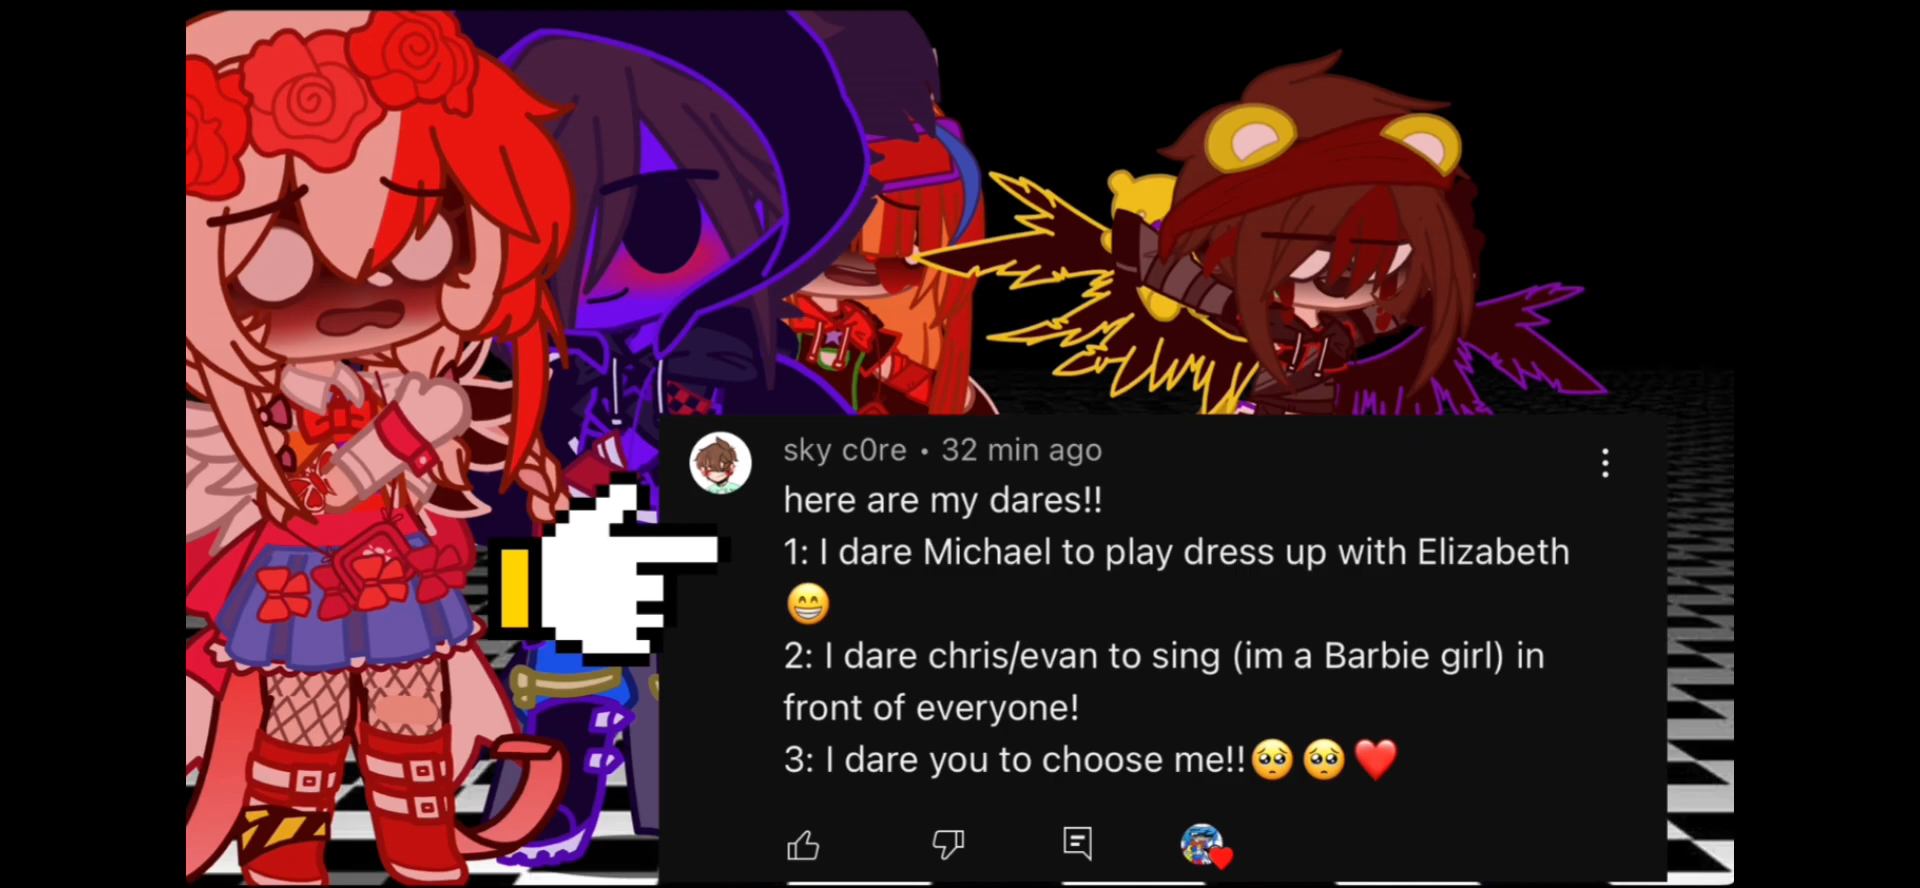 sky c0re • 32 min ago
here are my dares!!
1: I dare Michael to play dress up with Elizabeth
😁
2: I dare chris/evan to sing (im a Barbie girl) in
front of everyone!
3: I dare you to choose me!!🥺🥺❤️